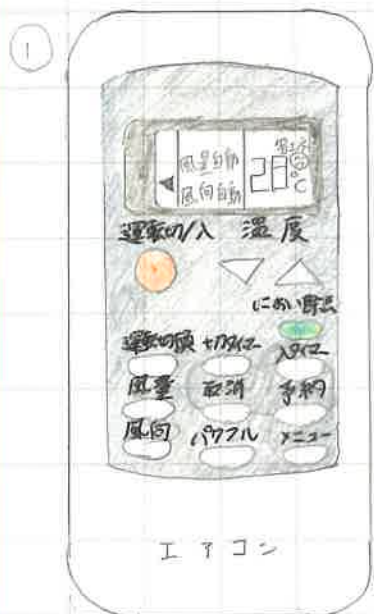 ①
風量自動
風向自動
28℃
運転切/入 温度
におい除去
運転切換 切タイマー 入タイマー
風量 取消 予約
風向 パワフル メニュー
エアコン